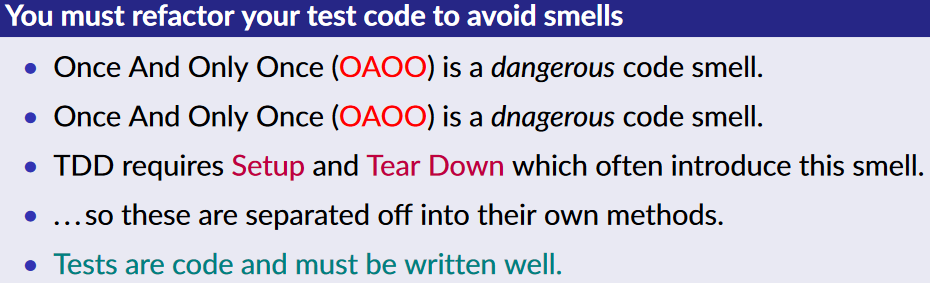 You must refactor your test code to avoid smells
• Once And Only Once (OAOO) is a dangerous code smell.
• Once And Only Once (OAOO) is a dnagerous code smell.
• TDD requires Setup and Tear Down which often introduce this smell.
• ...so these are separated off into their own methods.
• Tests are code and must be written well.